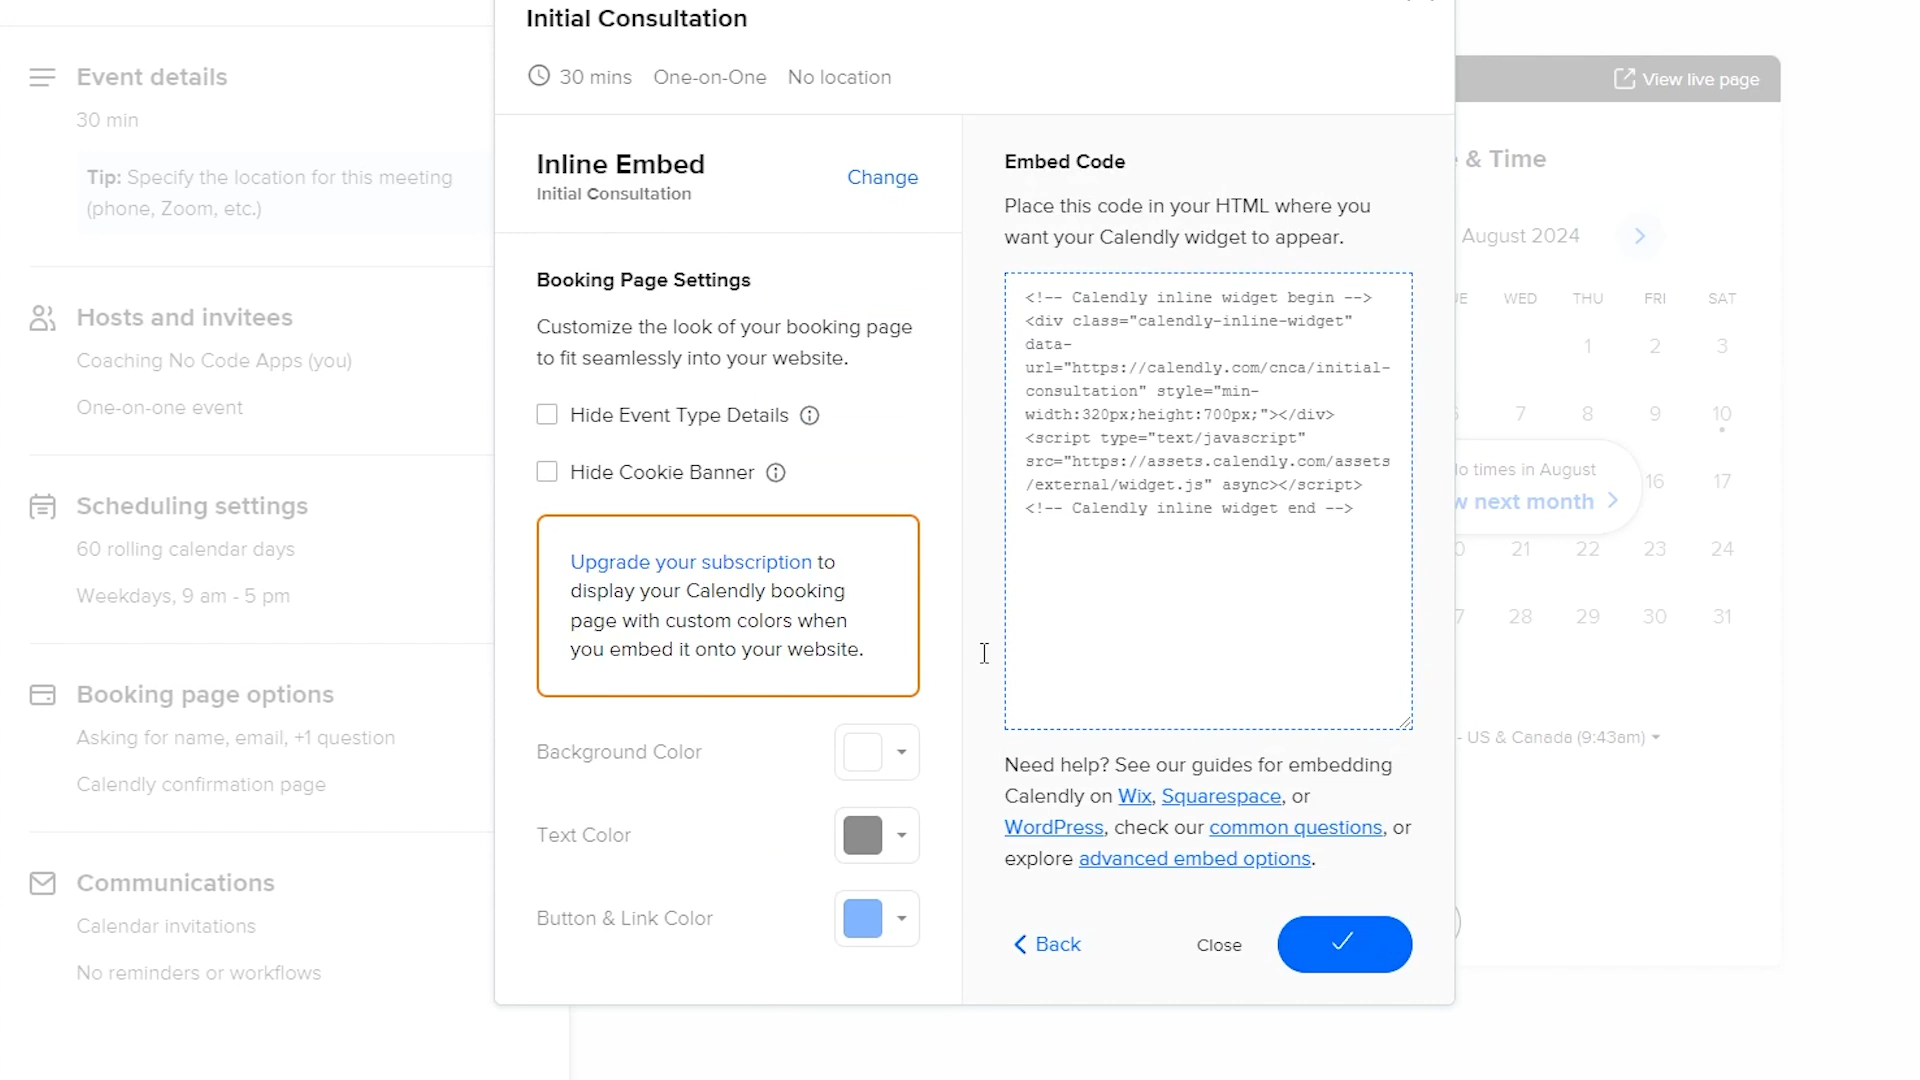 Initial Consultation
30 mins One-on-One No location
Event details
30 min
Tip: Specify the location for this meeting
(phone, Zoom, etc.)
Hosts and invitees
Coaching No Code Apps (you)
One-on-one event
Scheduling settings
60 rolling calendar days
Weekdays, 9 am - 5 pm
Booking page options
Asking for name, email, +1 question
Calendly confirmation page
Communications
Calendar invitations
No reminders or workflows
Inline Embed
Initial Consultation
Change
Booking Page Settings
Customize the look of your booking page
to fit seamlessly into your website.
Hide Event Type Details
Hide Cookie Banner
Upgrade your subscription to
display your Calendly booking
page with custom colors when
you embed it onto your website.
Background Color
Text Color
Button & Link Color
Embed Code
Place this code in your HTML where you
want your Calendly widget to appear.
<!-- Calendly inline widget begin -->
<div class="calendly-inline-widget"
data-
url="https://calendly.com/cnca/initial-
consultation" style="min-
width:320px;height:700px;"></div>
<script type="text/javascript"
src="https://assets.calendly.com/assets
/external/widget.js" async></script>
<!-- Calendly inline widget end -->
Need help? See our guides for embedding
Calendly on Wix, Squarespace, or
WordPress, check our common questions, or
explore advanced embed options.
Back
Close
View live page
& Time
August 2024
WED THU FRI SAT
1 2 3
7 8 9 10
times in August
next month
16 17
21 22 23 24
28 29 30 31
- US & Canada (9:43am)